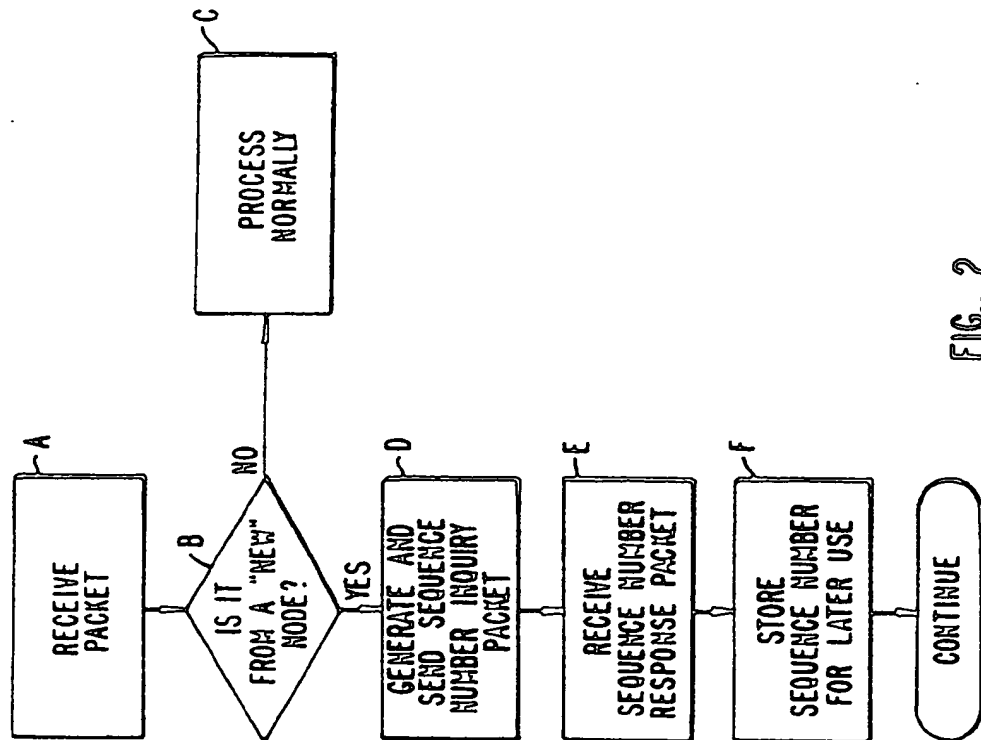 A
RECEIVE
PACKET
B
IS IT
FROM A "NEW"
NODE?
NO
C
PROCESS
NORMALLY
YES
D
GENERATE AND
SEND SEQUENCE
NUMBER INQUIRY
PACKET
E
RECEIVE
SEQUENCE NUMBER
RESPONSE PACKET
F
STORE
SEQUENCE NUMBER
FOR LATER USE
CONTINUE
FIG. 2